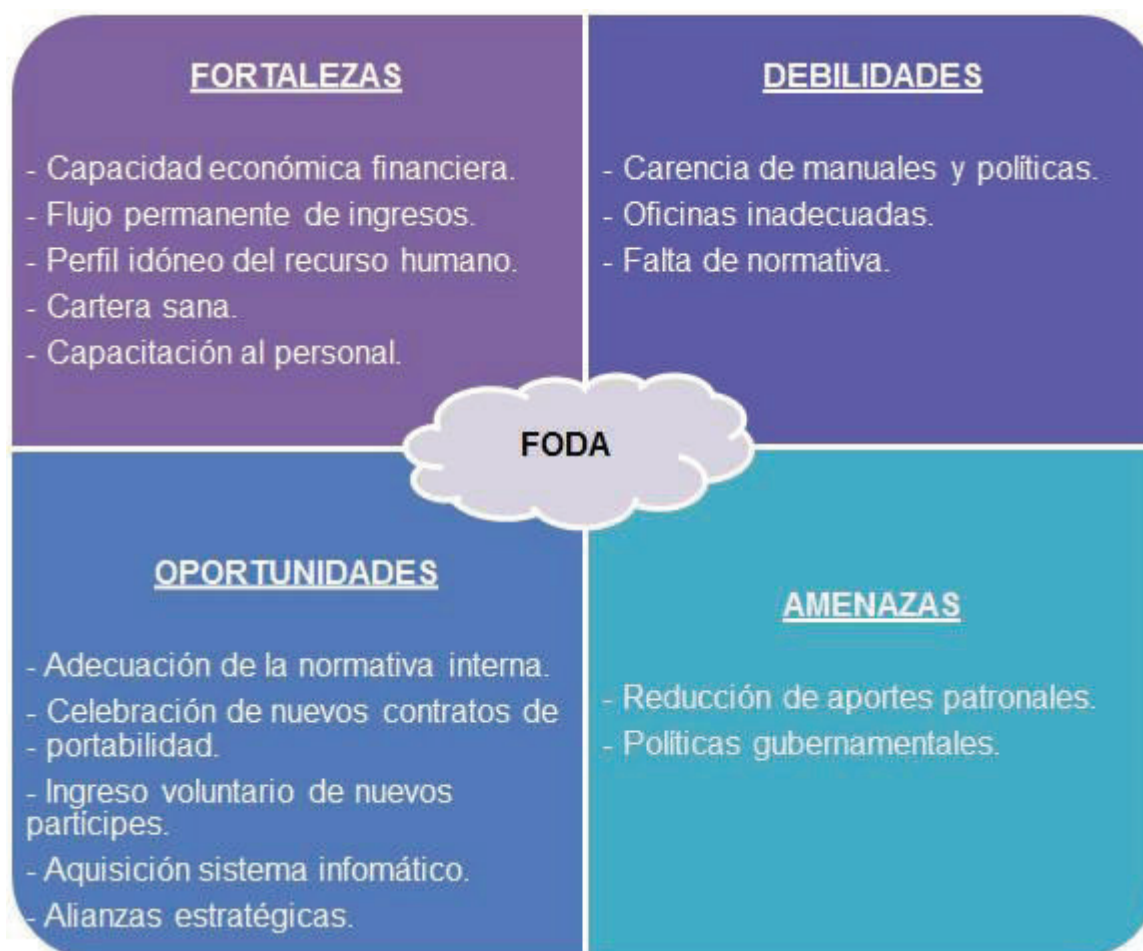 FORTALEZAS
- Capacidad económica financiera.
- Flujo permanente de ingresos.
- Perfil idóneo del recurso humano.
- Cartera sana.
- Capacitación al personal.
DEBILIDADES
- Carencia de manuales y políticas.
- Oficinas inadecuadas.
- Falta de normativa.
FODA
OPORTUNIDADES
- Adecuación de la normativa interna.
- Celebración de nuevos contratos de
- portabilidad.
- Ingreso voluntario de nuevos
partícipes.
- Aquisición sistema infomático.
- Alianzas estratégicas.
AMENAZAS
- Reducción de aportes patronales.
- Políticas gubernamentales.